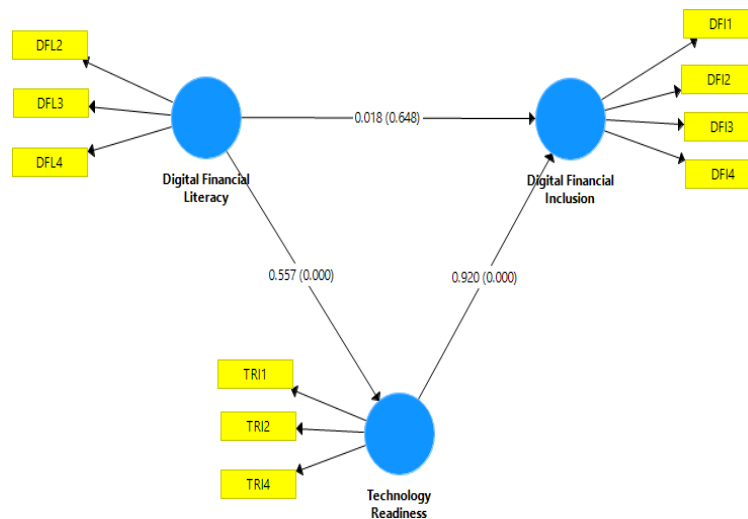 DFL2
DFL3
DFL4
Digital Financial
Literacy
0.018 (0.648)
DFI1
DFI2
DFI3
DFI4
Digital Financial
Inclusion
0.557 (0.000)
0.920 (0.000)
TRI1
TRI2
TRI4
Technology
Readiness